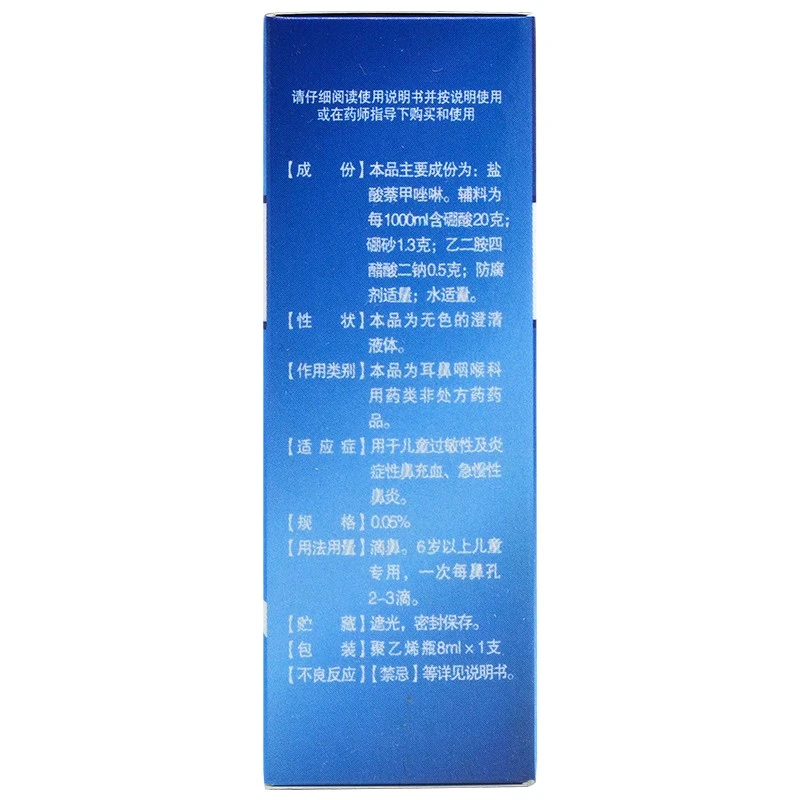 请仔细阅读使用说明书并按说明使用
或在药师指导下购买和使用
【成 份】本品主要成份为：盐
酸萘甲唑啉。辅料为
每1000ml含硼酸20克；
硼砂1.3克；乙二胺四
醋酸二钠0.5克；防腐
剂适量；水适量。
【性 状】本品为无色的澄清
液体。
【作用类别】本品为耳鼻咽喉科
用药类非处方药药
品。
【适应症】用于儿童过敏性及炎
症性鼻充血、急慢性
鼻炎。
【规 格】0.05%
【用法用量】滴鼻。6岁以上儿童
专用，一次每鼻孔
2-3滴。
【贮 藏】遮光，密封保存。
【包 装】聚乙烯瓶8ml×1支
【不良反应】【禁忌】等详见说明书。